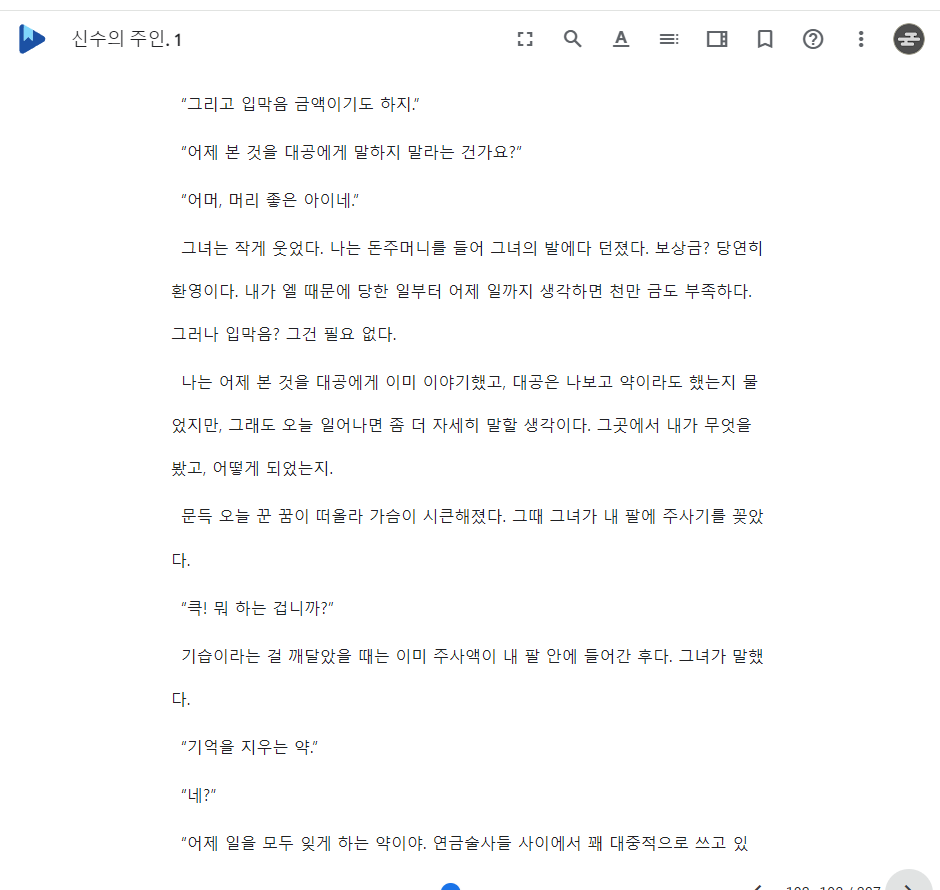 신수의 주인. 1
“그리고 입막음 금액이기도 하지.”
“어제 본 것을 대공에게 말하지 말라는 건가요?”
“어머, 머리 좋은 아이네.”
그녀는 작게 웃었다. 나는 돈주머니를 들어 그녀의 발에다 던졌다. 보상금? 당연히
환영이다. 내가 엘 때문에 당한 일부터 어제 일까지 생각하면 천만 금도 부족하다.
그러나 입막음? 그건 필요 없다.
나는 어제 본 것을 대공에게 이미 이야기했고, 대공은 나보고 약이라도 했는지 물
었지만, 그래도 오늘 일어나면 좀 더 자세히 말할 생각이다. 그곳에서 내가 무엇을
봤고, 어떻게 되었는지.
문득 오늘 꾼 꿈이 떠올라 가슴이 시큰해졌다. 그때 그녀가 내 팔에 주사기를 꽂았
다.
“큭! 뭐 하는 겁니까?”
기습이라는 걸 깨달았을 때는 이미 주사액이 내 팔 안에 들어간 후다. 그녀가 말했
다.
“기억을 지우는 약.”
“네?”
“어제 일을 모두 잊게 하는 약이야. 연금술사들 사이에서 꽤 대중적으로 쓰고 있